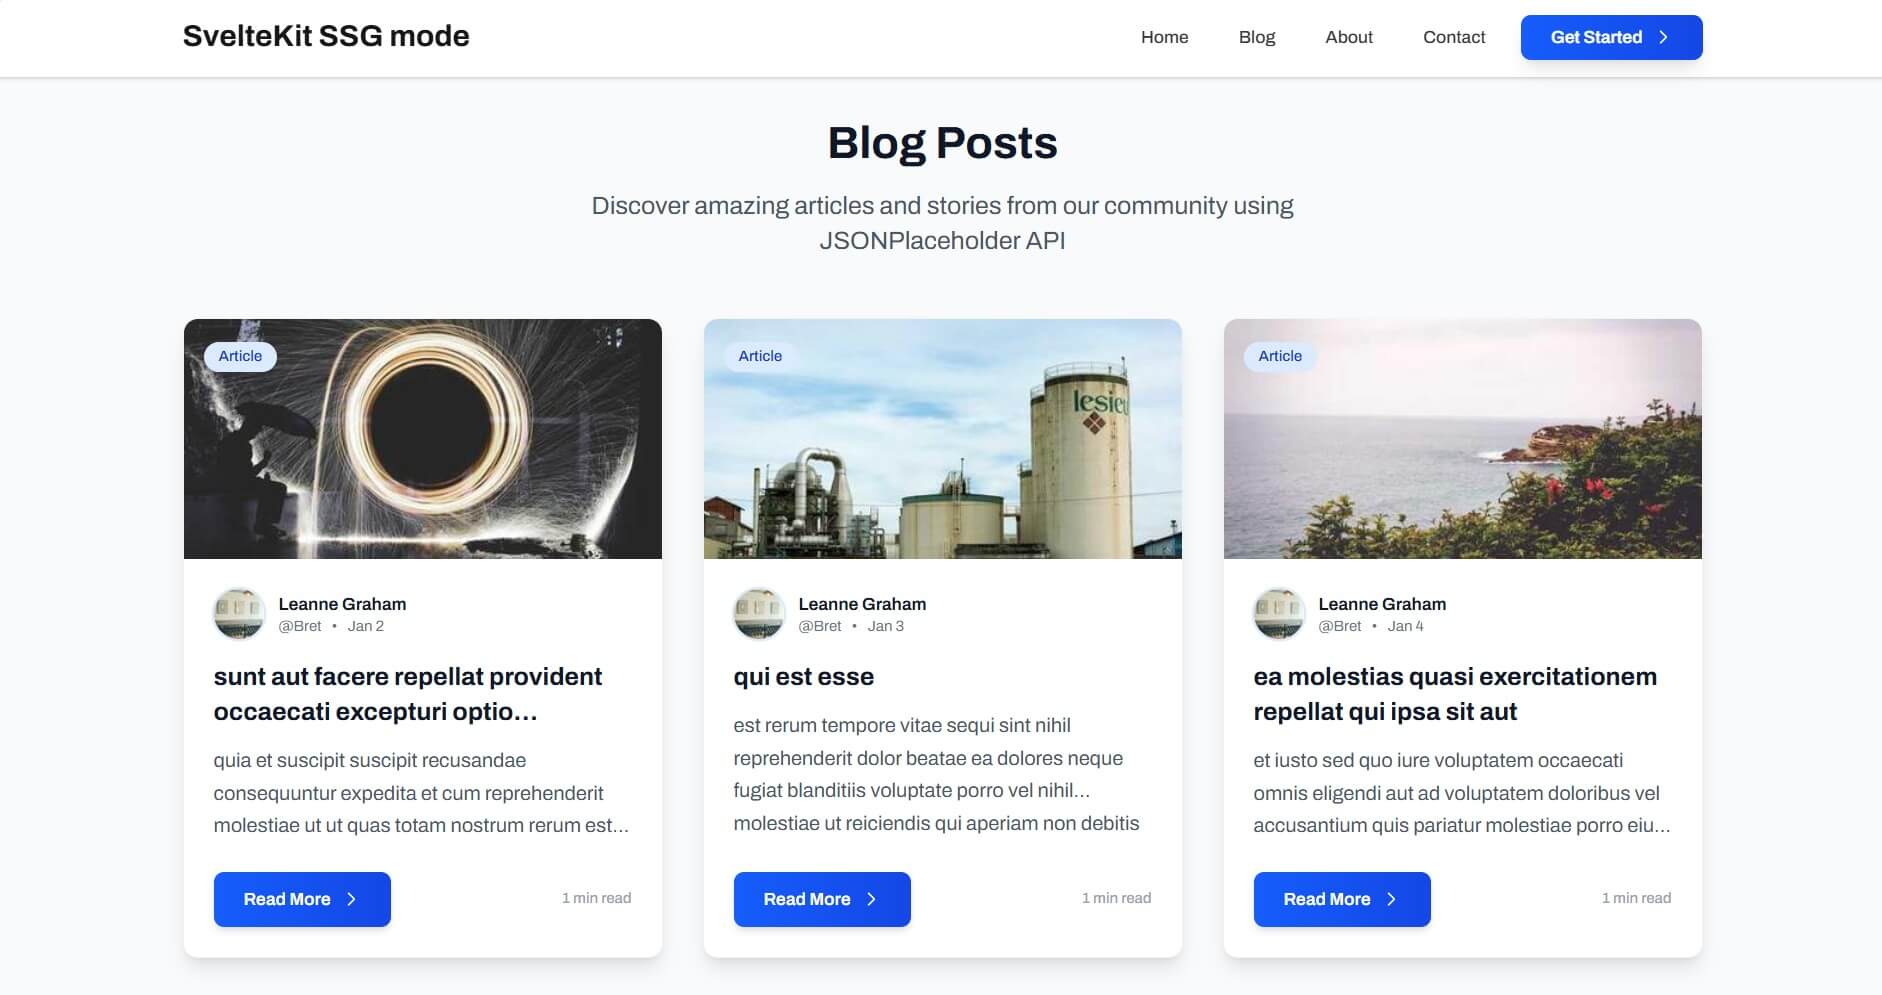 SvelteKit SSG mode
Home
Blog
About
Contact
Get Started
Blog Posts
Discover amazing articles and stories from our community using
JSONPlaceholder API
Article
Leanne Graham
@Bret • Jan 2
sunt aut facere repellat provident
occaecati excepturi optio...
quia et suscipit suscipit recusandae
consequuntur expedita et cum reprehenderit
molestiae ut ut quas totam nostrum rerum est...
Read More
1 min read
Article
lesieu
Leanne Graham
@Bret • Jan 3
qui est esse
est rerum tempore vitae sequi sint nihil
reprehenderit dolor beatae ea dolores neque
fugiat blanditiis voluptate porro vel nihil...
molestiae ut reiciendis qui aperiam non debitis
Read More
1 min read
Article
Leanne Graham
@Bret • Jan 4
ea molestias quasi exercitationem
repellat qui ipsa sit aut
et iusto sed quo iure voluptatem occaecati
omnis eligendi aut ad voluptatem doloribus vel
accusantium quis pariatur molestiae porro eiu...
Read More
1 min read